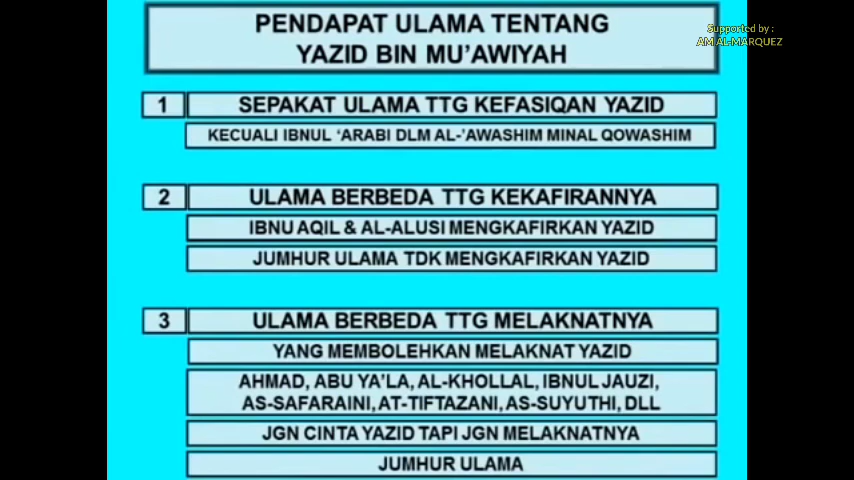 PENDAPAT ULAMA TENTANG
YAZID BIN MU'AWIYAH
Supported by :
AM AL-MARQUEZ
1 SEPAKAT ULAMA TTG KEFASIQAN YAZID
KECUALI IBNUL 'ARABI DLM AL-'AWASHIM MINAL QOWASHIM
2 ULAMA BERBEDA TTG KEKAFIRANNYA
IBNU AQIL & AL-ALUSI MENGKAFIRKAN YAZID
JUMHUR ULAMA TDK MENGKAFIRKAN YAZID
3 ULAMA BERBEDA TTG MELAKNATNYA
YANG MEMBOLEHKAN MELAKNAT YAZID
AHMAD, ABU YA'LA, AL-KHOLLAL, IBNUL JAUZI,
AS-SAFARAINI, AT-TIFTAZANI, AS-SUYUTHI, DLL
JGN CINTA YAZID TAPI JGN MELAKNATNYA
JUMHUR ULAMA